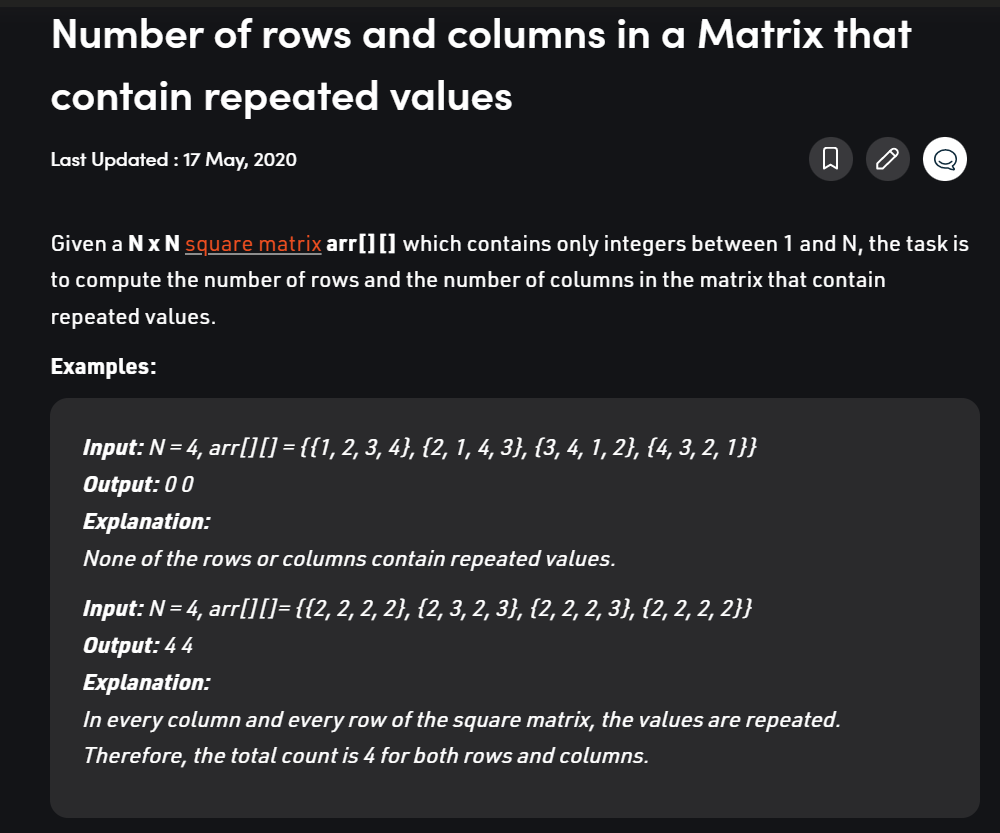 Number of rows and columns in a Matrix that
contain repeated values
Last Updated : 17 May, 2020
Given a N x N square matrix arr[][] which contains only integers between 1 and N, the task is
to compute the number of rows and the number of columns in the matrix that contain
repeated values.
Examples:
Input: N = 4, arr[][] = {{1, 2, 3, 4}, {2, 1, 4, 3}, {3, 4, 1, 2}, {4, 3, 2, 1}}
Output: 0 0
Explanation:
None of the rows or columns contain repeated values.
Input: N = 4, arr[][]= {{2, 2, 2, 2}, {2, 3, 2, 3}, {2, 2, 2, 3}, {2, 2, 2, 2}}
Output: 4 4
Explanation:
In every column and every row of the square matrix, the values are repeated.
Therefore, the total count is 4 for both rows and columns.